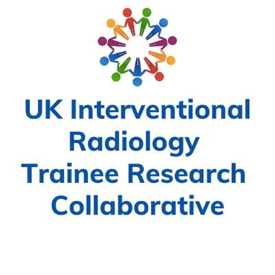 UK Interventional
Radiology
Trainee Research
Collaborative